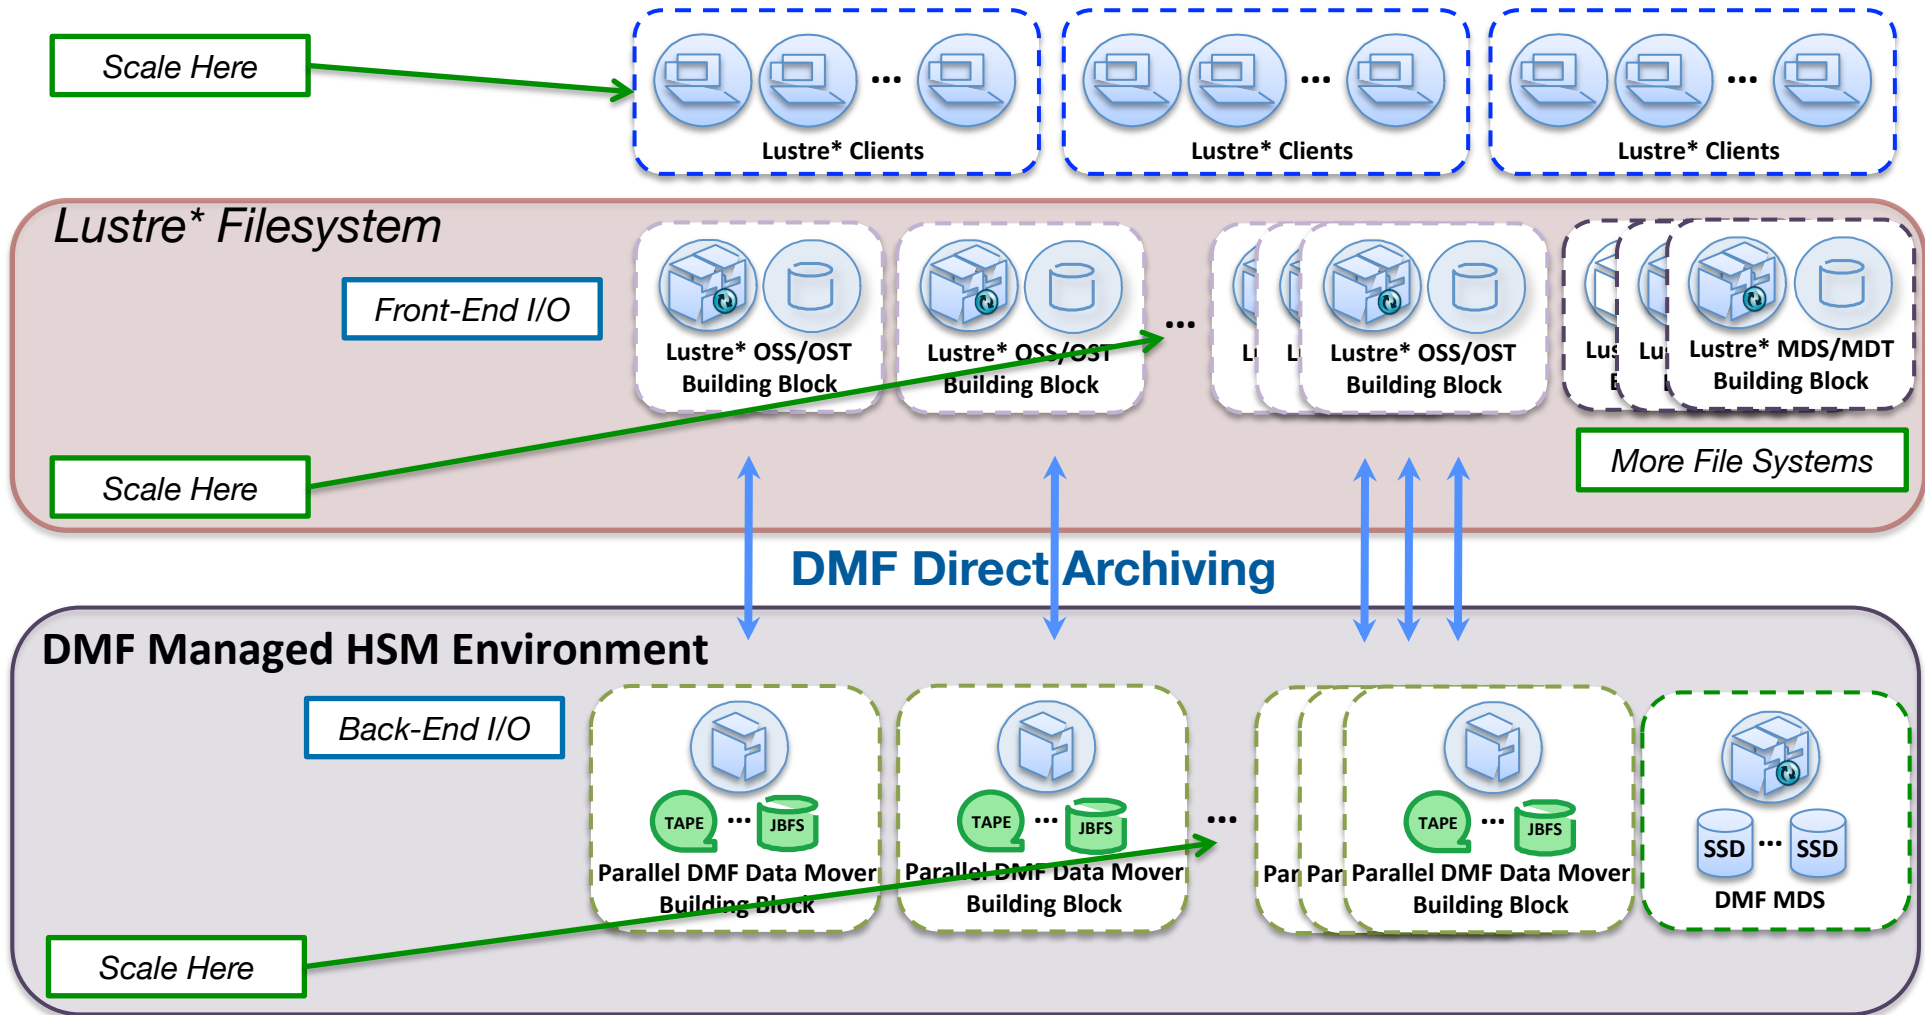 Scale Here
...
...
...
Lustre* Clients
Lustre* Clients
Lustre* Clients
Lustre* Filesystem
Front-End I/O
...
Lustre* OSS/OST
Building Block
Lustre* OSS/OST
Building Block
Lustre* OSS/OST
Building Block
Lustre* MDS/MDT
Building Block
Scale Here
More File Systems
DMF Direct Archiving
DMF Managed HSM Environment
Back-End I/O
TAPE ... JBFS
Parallel DMF Data Mover
Building Block
TAPE ... JBFS
Parallel DMF Data Mover
Building Block
...
TAPE ... JBFS
Parallel DMF Data Mover
Building Block
SSD ... SSD
DMF MDS
Scale Here